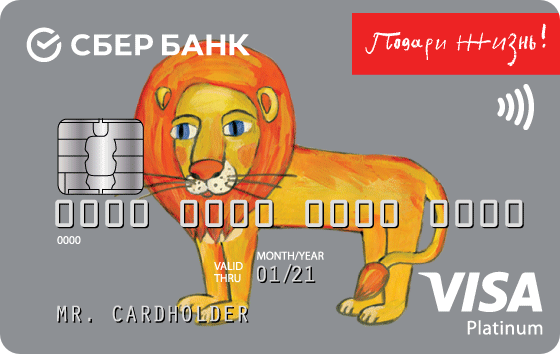 СБЕР БАНК
Подари Жизнь!
0000 0000 0000 0000
0000
MONTH/YEAR
VALID THRU 01/21
MR. CARDHOLDER
VISA
Platinum